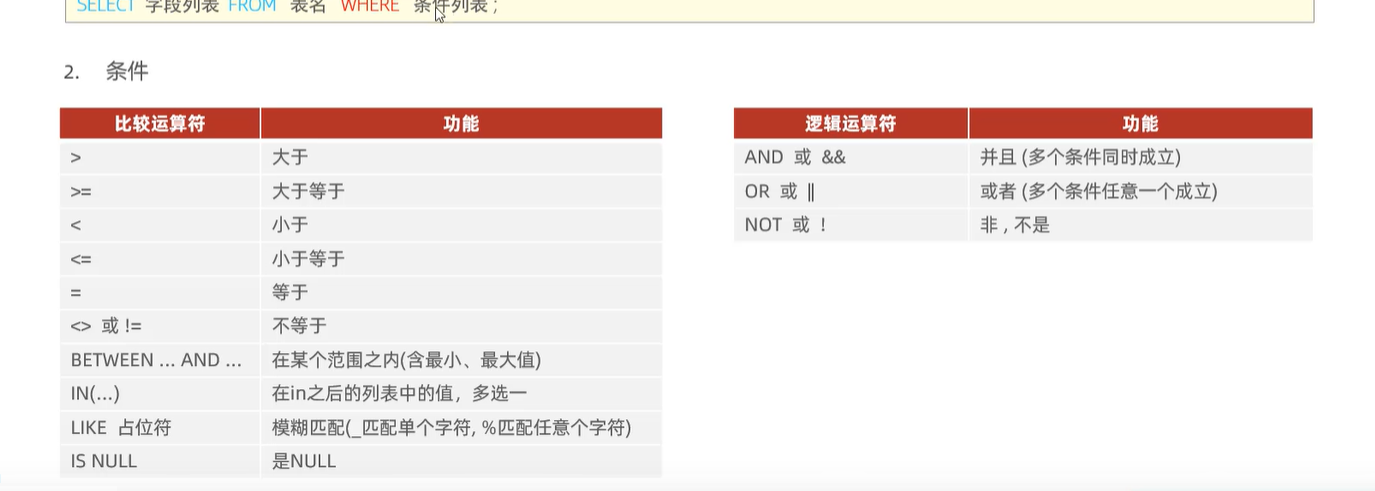 SELECT 字段列表 FROM 表名 WHERE 条件列表 ;
2. 条件
比较运算符 功能
> 大于
>= 大于等于
< 小于
<= 小于等于
= 等于
<> 或 != 不等于
BETWEEN ... AND ... 在某个范围之内(含最小、最大值)
IN(...) 在in之后的列表中的值，多选一
LIKE 占位符 模糊匹配(_匹配单个字符, %匹配任意个字符)
IS NULL 是NULL
逻辑运算符 功能
AND 或 && 并且 (多个条件同时成立)
OR 或 || 或者 (多个条件任意一个成立)
NOT 或 ! 非 , 不是